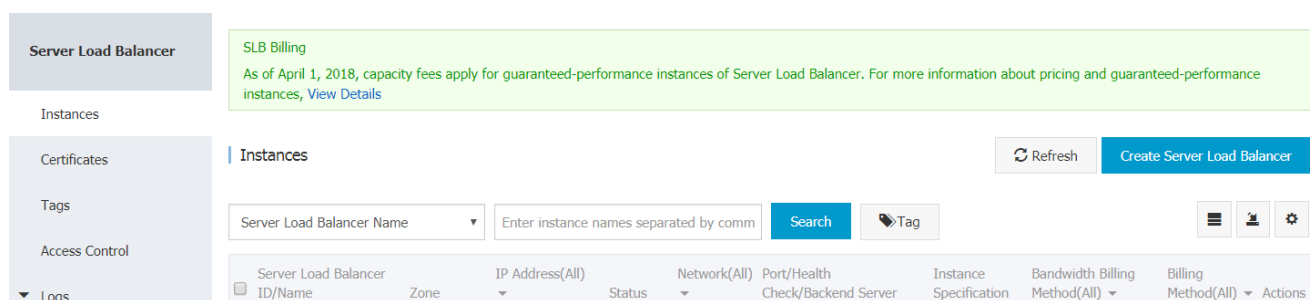 Server Load Balancer
Instances
Certificates
Tags
Access Control
Logs
SLB Billing
As of April 1, 2018, capacity fees apply for guaranteed-performance instances of Server Load Balancer. For more information about pricing and guaranteed-performance
instances, View Details
Instances
Refresh
Create Server Load Balancer
Server Load Balancer Name
Enter instance names separated by comm
Search
Tag
Server Load Balancer
ID/Name
Zone
IP Address(All)
Status
Network(All)
Port/Health
Check/Backend Server
Instance
Specification
Bandwidth Billing
Method(All)
Billing
Method(All)
Actions